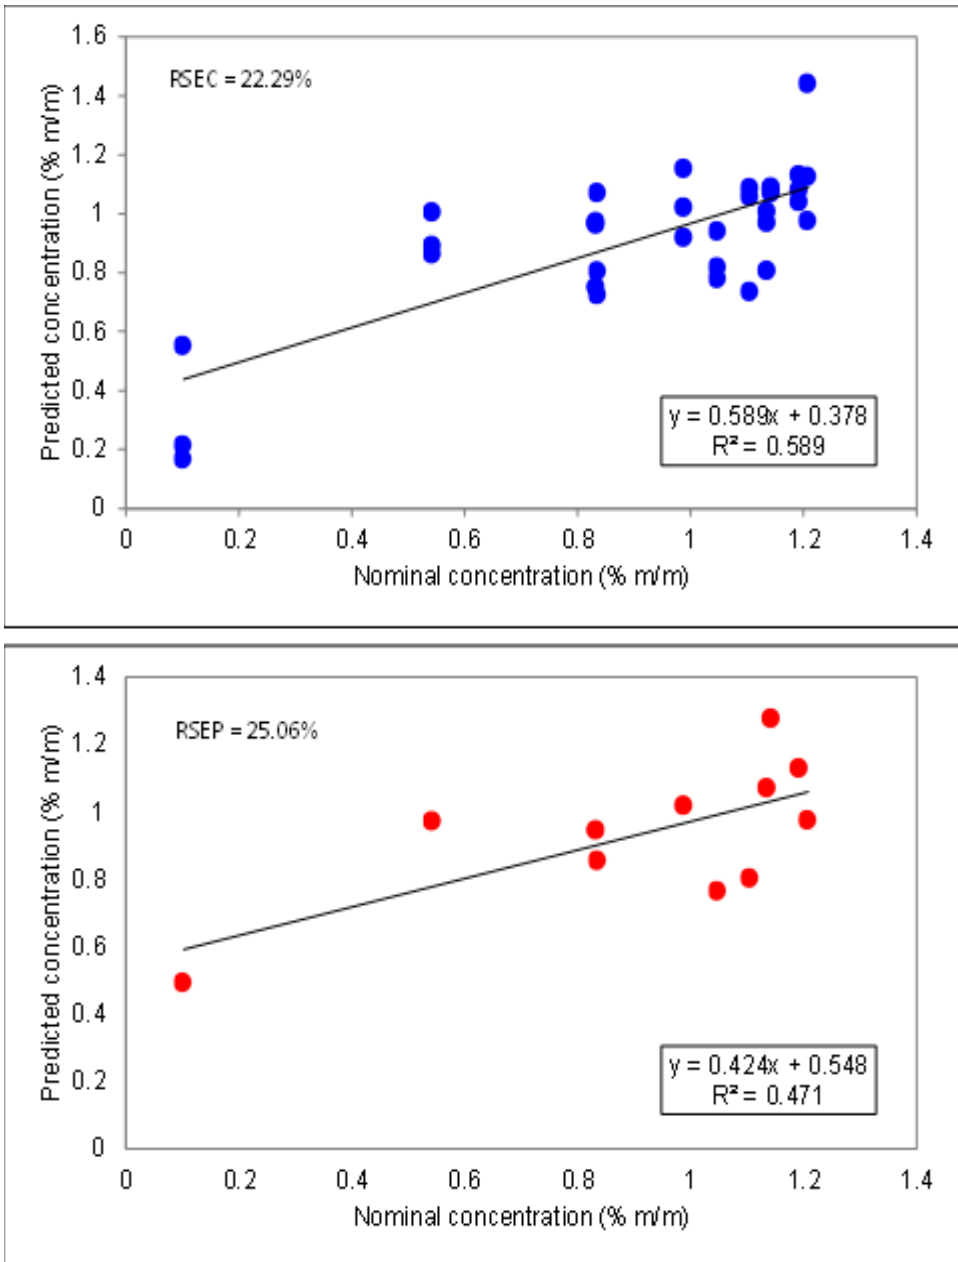 1.6
1.4
1.2
1
0.8
0.6
0.4
0.2
0
RSEC = 22.29%
y = 0.589x + 0.378
R² = 0.589
0 0.2 0.4 0.6 0.8 1 1.2 1.4
Nominal concentration (% m/m)
Predicted concentration (% m/m)
1.4
1.2
1
0.8
0.6
0.4
0.2
0
RSEP = 25.06%
y = 0.424x + 0.548
R² = 0.471
0 0.2 0.4 0.6 0.8 1 1.2 1.4
Nominal concentration (% m/m)
Predicted concentration (% m/m)